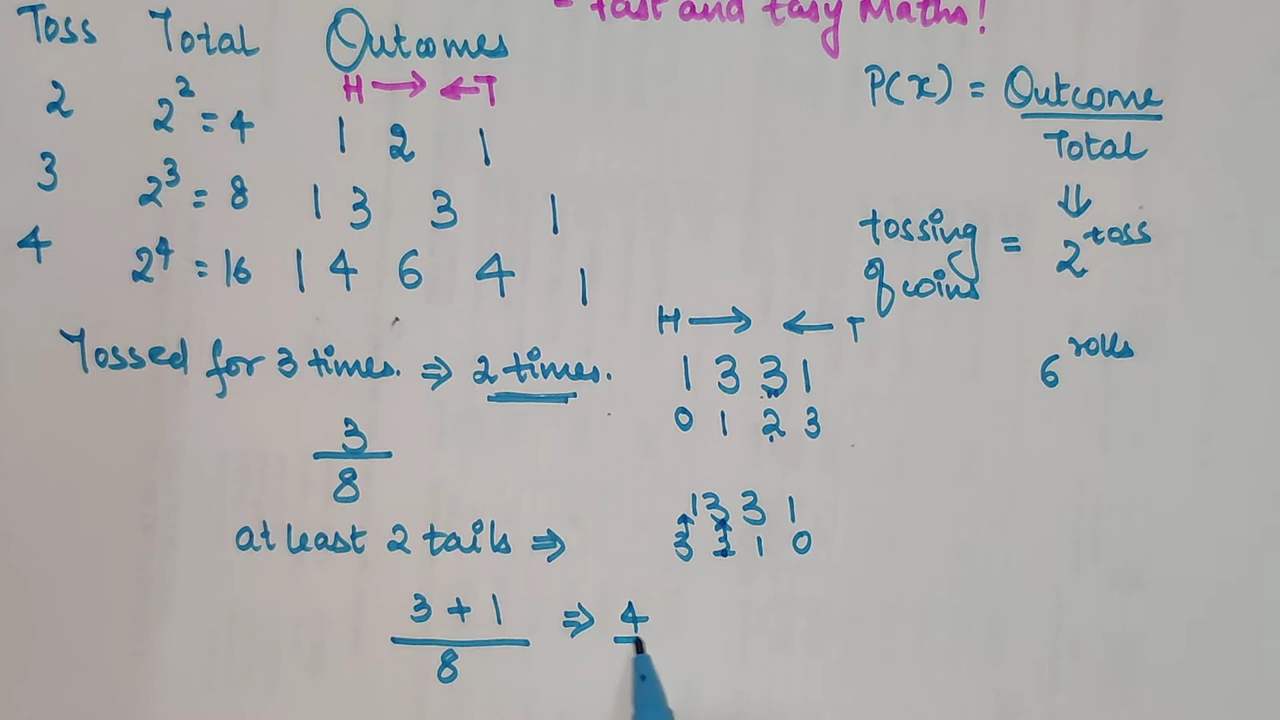 - Fast and Easy Maths!
Toss Total Outcomes
H → ← T
2 2² = 4 1 2 1
3 2³ = 8 1 3 3 1
4 2⁴ = 16 1 4 6 4 1
P(x) = Outcome
Total
⇓
tossing of coins = 2^toss
6^rolls
Tossed for 3 times. ⇒ 2 times.
H → ← T
1 3 3 1
0 1 2 3
3
8
at least 2 tails ⇒
1 3 3 1
3 2 1 0
3 + 1 ⇒ 4
8